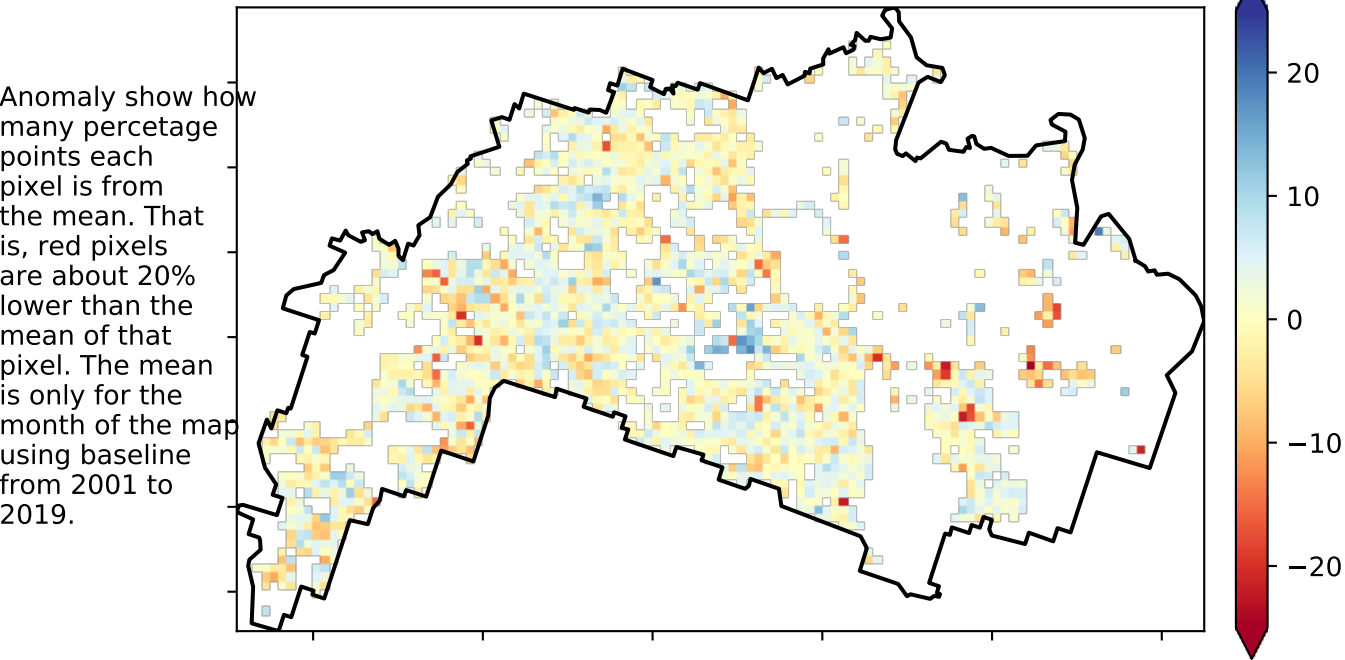 Anomaly show how
many percetage
points each
pixel is from
the mean. That
is, red pixels
are about 20%
lower than the
mean of that
pixel. The mean
is only for the
month of the map
using baseline
from 2001 to
2019.
20
10
0
−10
−20